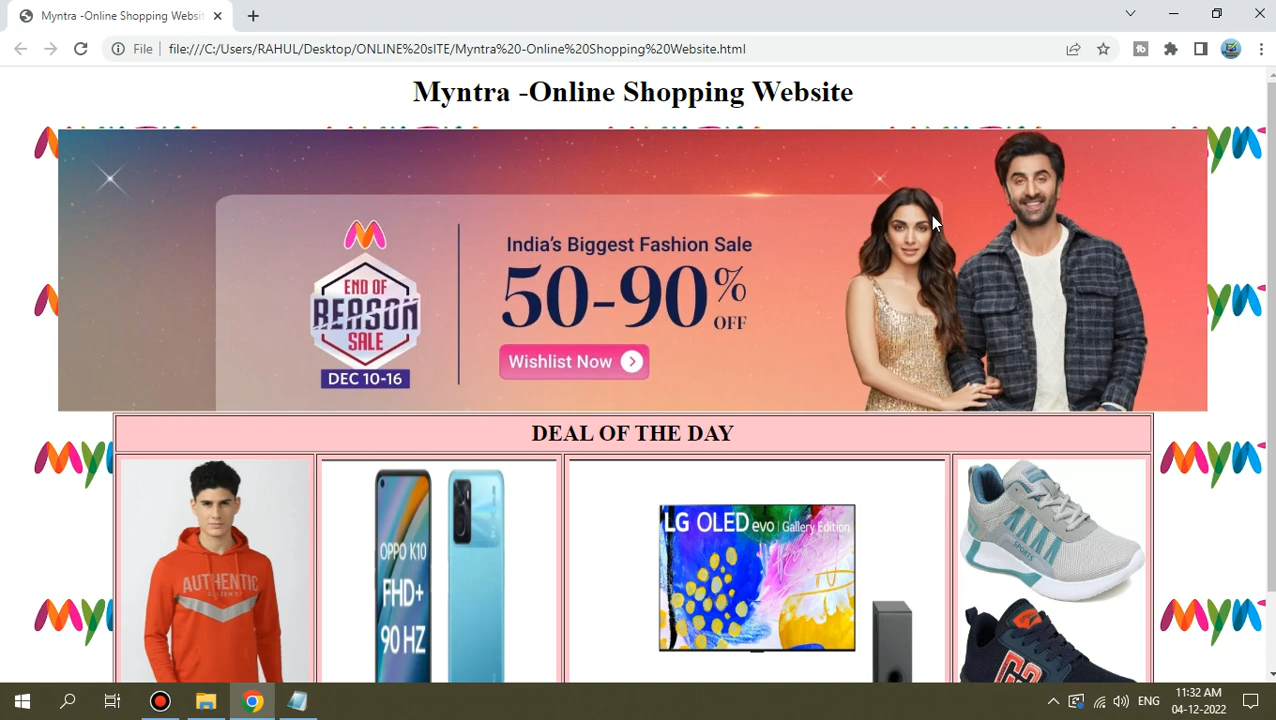 Myntra -Online Shopping Websit
File
file:///C:/Users/RAHUL/Desktop/ONLINE%20sITE/Myntra%20-Online%20Shopping%20Website.html
Myntra -Online Shopping Website
END OF
REASON
SALE
DEC 10-16
India's Biggest Fashion Sale
50-90% OFF
Wishlist Now
DEAL OF THE DAY
AUTHENTIC
OPPO K10
FHD+
90 HZ
LG OLED evo | Gallery Edition
SPORTS
ENG
11:32 AM
04-12-2022